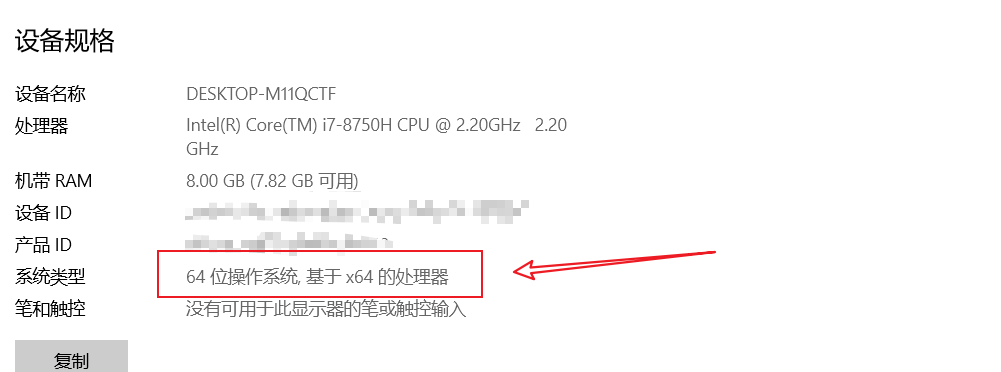 设备规格
设备名称 DESKTOP-M11QCTF
处理器 Intel(R) Core(TM) i7-8750H CPU @ 2.20GHz 2.20
GHz
机带 RAM 8.00 GB (7.82 GB 可用)
设备 ID
产品 ID
系统类型 64 位操作系统, 基于 x64 的处理器
笔和触控 没有可用于此显示器的笔或触控输入
复制